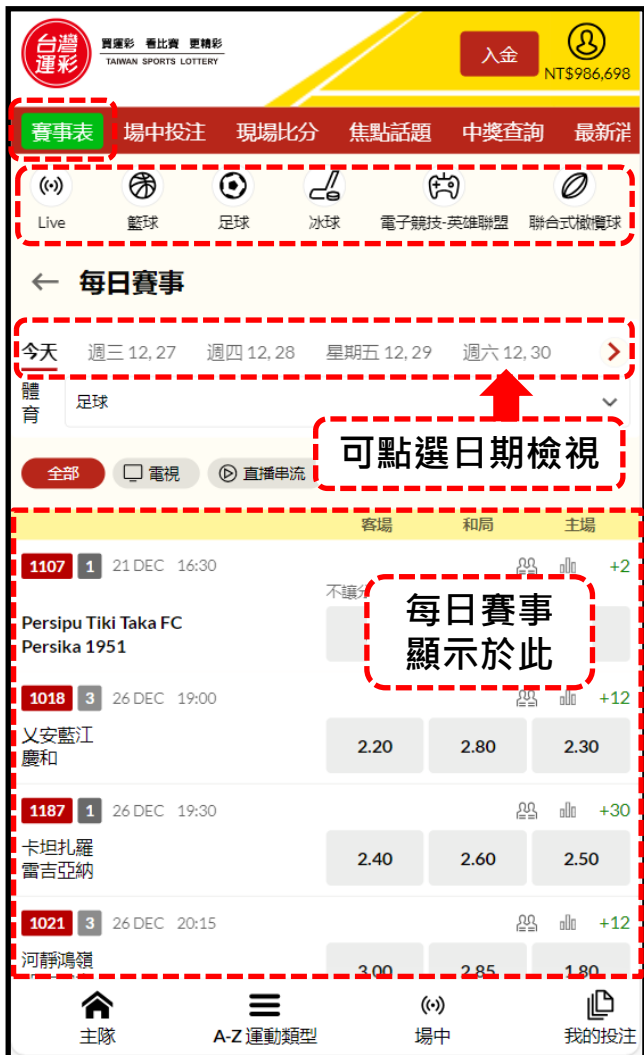 台灣
運彩
買運彩 看比賽 更精彩
TAIWAN SPORTS LOTTERY
入金
NT$986,698
賽事表 場中投注 現場比分 焦點話題 中獎查詢 最新消
Live 籃球 足球 冰球 電子競技-英雄聯盟 聯合式橄欖球
← 每日賽事
今天 週三 12, 27 週四 12, 28 星期五 12, 29 週六 12, 30
體育 足球
可點選日期檢視
全部 電視 直播串流
客場 和局 主場
1107 1 21 DEC 16:30 +2
不讓分
每日賽事
顯示於此
Persipu Tiki Taka FC
Persika 1951
1018 3 26 DEC 19:00 +12
乂安藍江
慶和
2.20 2.80 2.30
1187 1 26 DEC 19:30 +30
卡坦扎羅
雷吉亞納
2.40 2.60 2.50
1021 3 26 DEC 20:15 +12
河靜鴻嶺
3.00 2.85 1.80
主隊 A-Z 運動類型 場中 我的投注